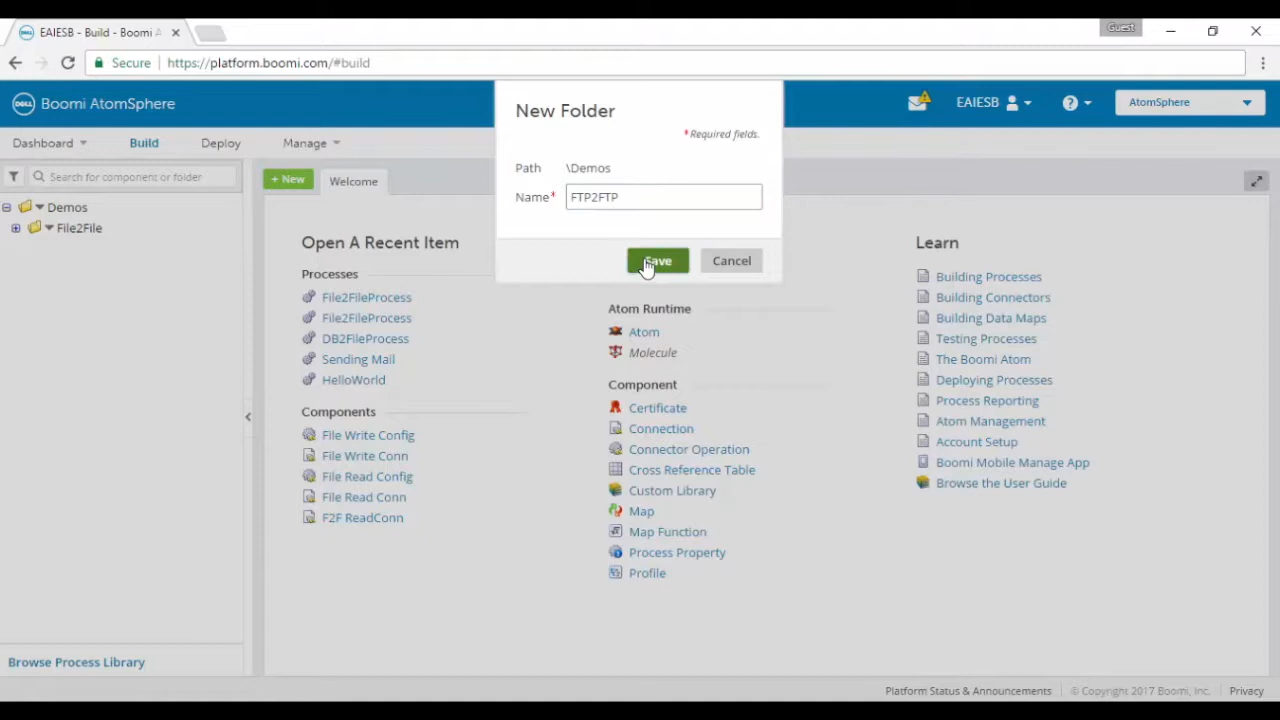 EAIESB - Build - Boomi A
Guest
Secure
https://platform.boomi.com/#build
DELL
Boomi AtomSphere
EAIESB
AtomSphere
Dashboard
Build
Deploy
Manage
New Folder
*Required fields.
Path
\Demos
Name*
FTP2FTP
Save
Cancel
Search for component or folder
+ New
Welcome
Demos
File2File
Open A Recent Item
Processes
File2FileProcess
File2FileProcess
DB2FileProcess
Sending Mail
HelloWorld
Components
File Write Config
File Write Conn
File Read Config
File Read Conn
F2F ReadConn
Atom Runtime
Atom
Molecule
Component
Certificate
Connection
Connector Operation
Cross Reference Table
Custom Library
Map
Map Function
Process Property
Profile
Learn
Building Processes
Building Connectors
Building Data Maps
Testing Processes
The Boomi Atom
Deploying Processes
Process Reporting
Atom Management
Account Setup
Boomi Mobile Manage App
Browse the User Guide
Browse Process Library
Platform Status & Announcements
© Copyright 2017 Boomi, Inc.
Privacy